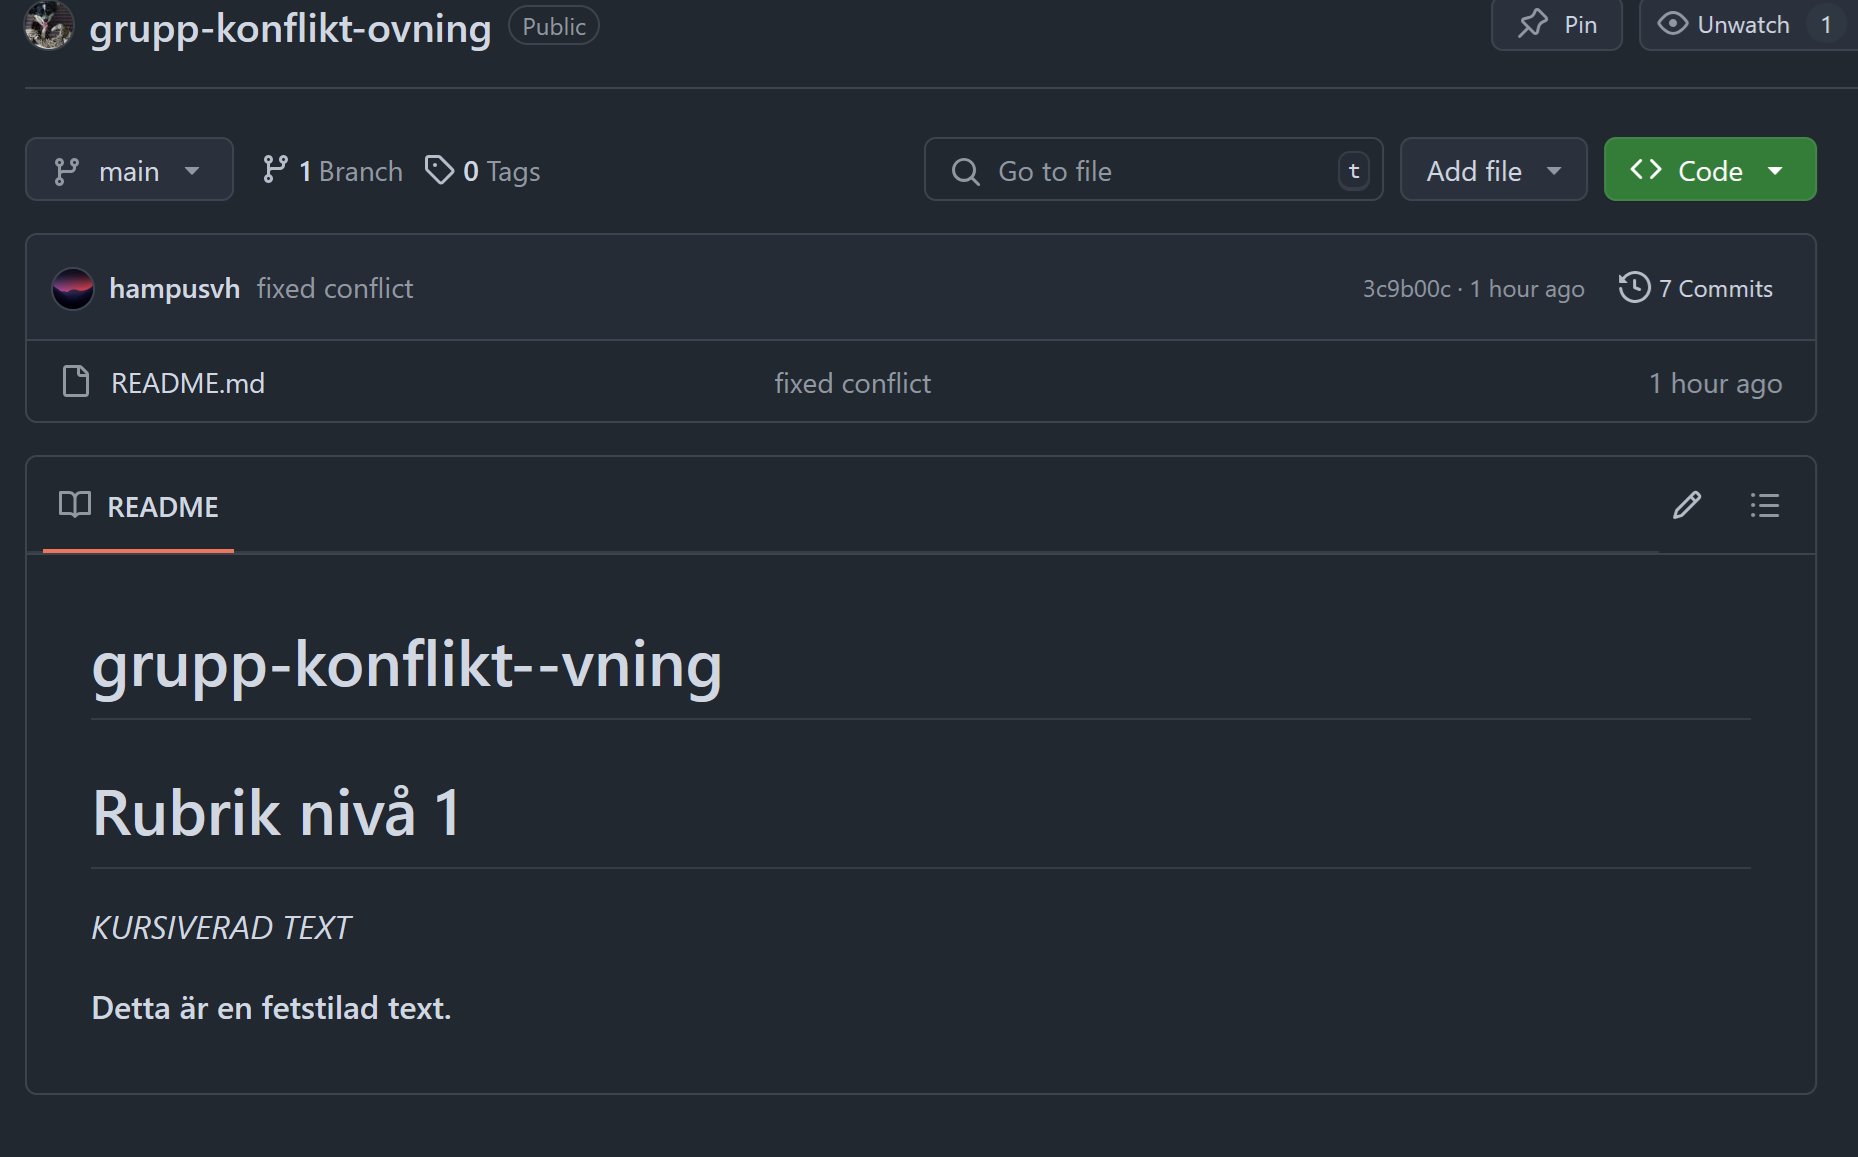 grupp-konflikt-ovning Public Pin Unwatch 1
main 1 Branch 0 Tags Go to file t Add file Code
hampusvh fixed conflict 3c9b00c · 1 hour ago 7 Commits
README.md fixed conflict 1 hour ago
README
grupp-konflikt--vning
Rubrik nivå 1
KURSIVERAD TEXT
Detta är en fetstilad text.